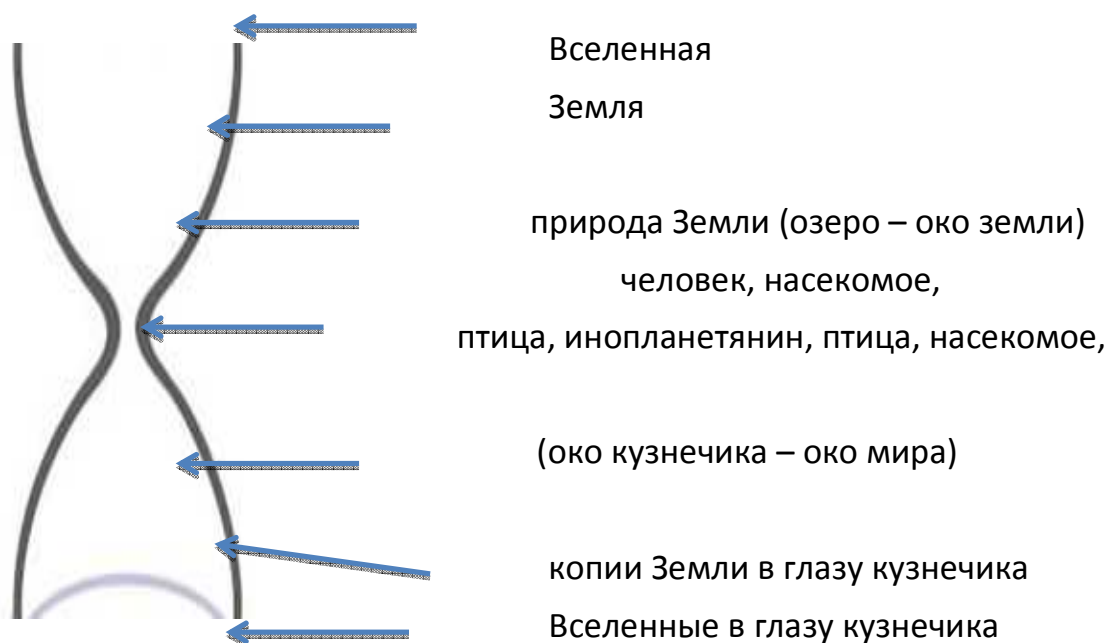 Вселенная
Земля
природа Земли (озеро – око земли)
человек, насекомое,
птица, инопланетянин, птица, насекомое,
(око кузнечика – око мира)
копии Земли в глазу кузнечика
Вселенные в глазу кузнечика